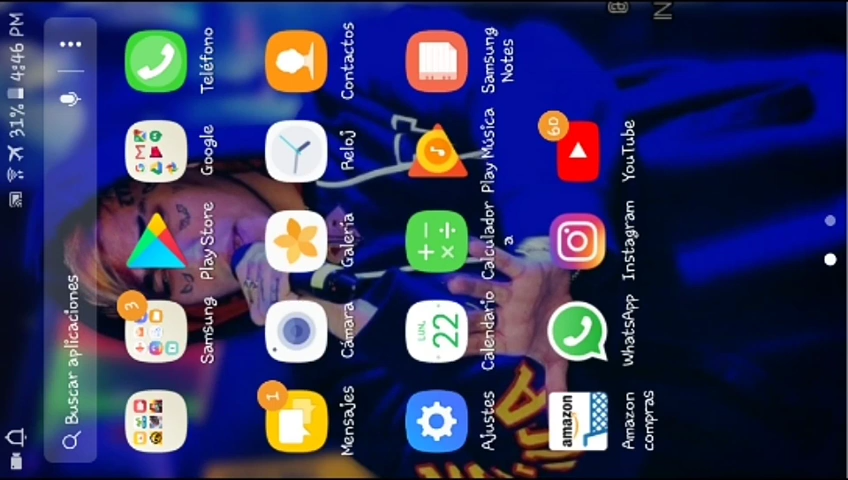 31% 4:46 PM
Buscar aplicaciones
3
Samsung
Play Store
Google
Teléfono
1
Mensajes
Cámara
Galería
Reloj
Contactos
LUN.
22
Ajustes
Calendario
Calculador
a
Play Música
Samsung
Notes
amazon
60
Amazon
compras
WhatsApp
Instagram
YouTube